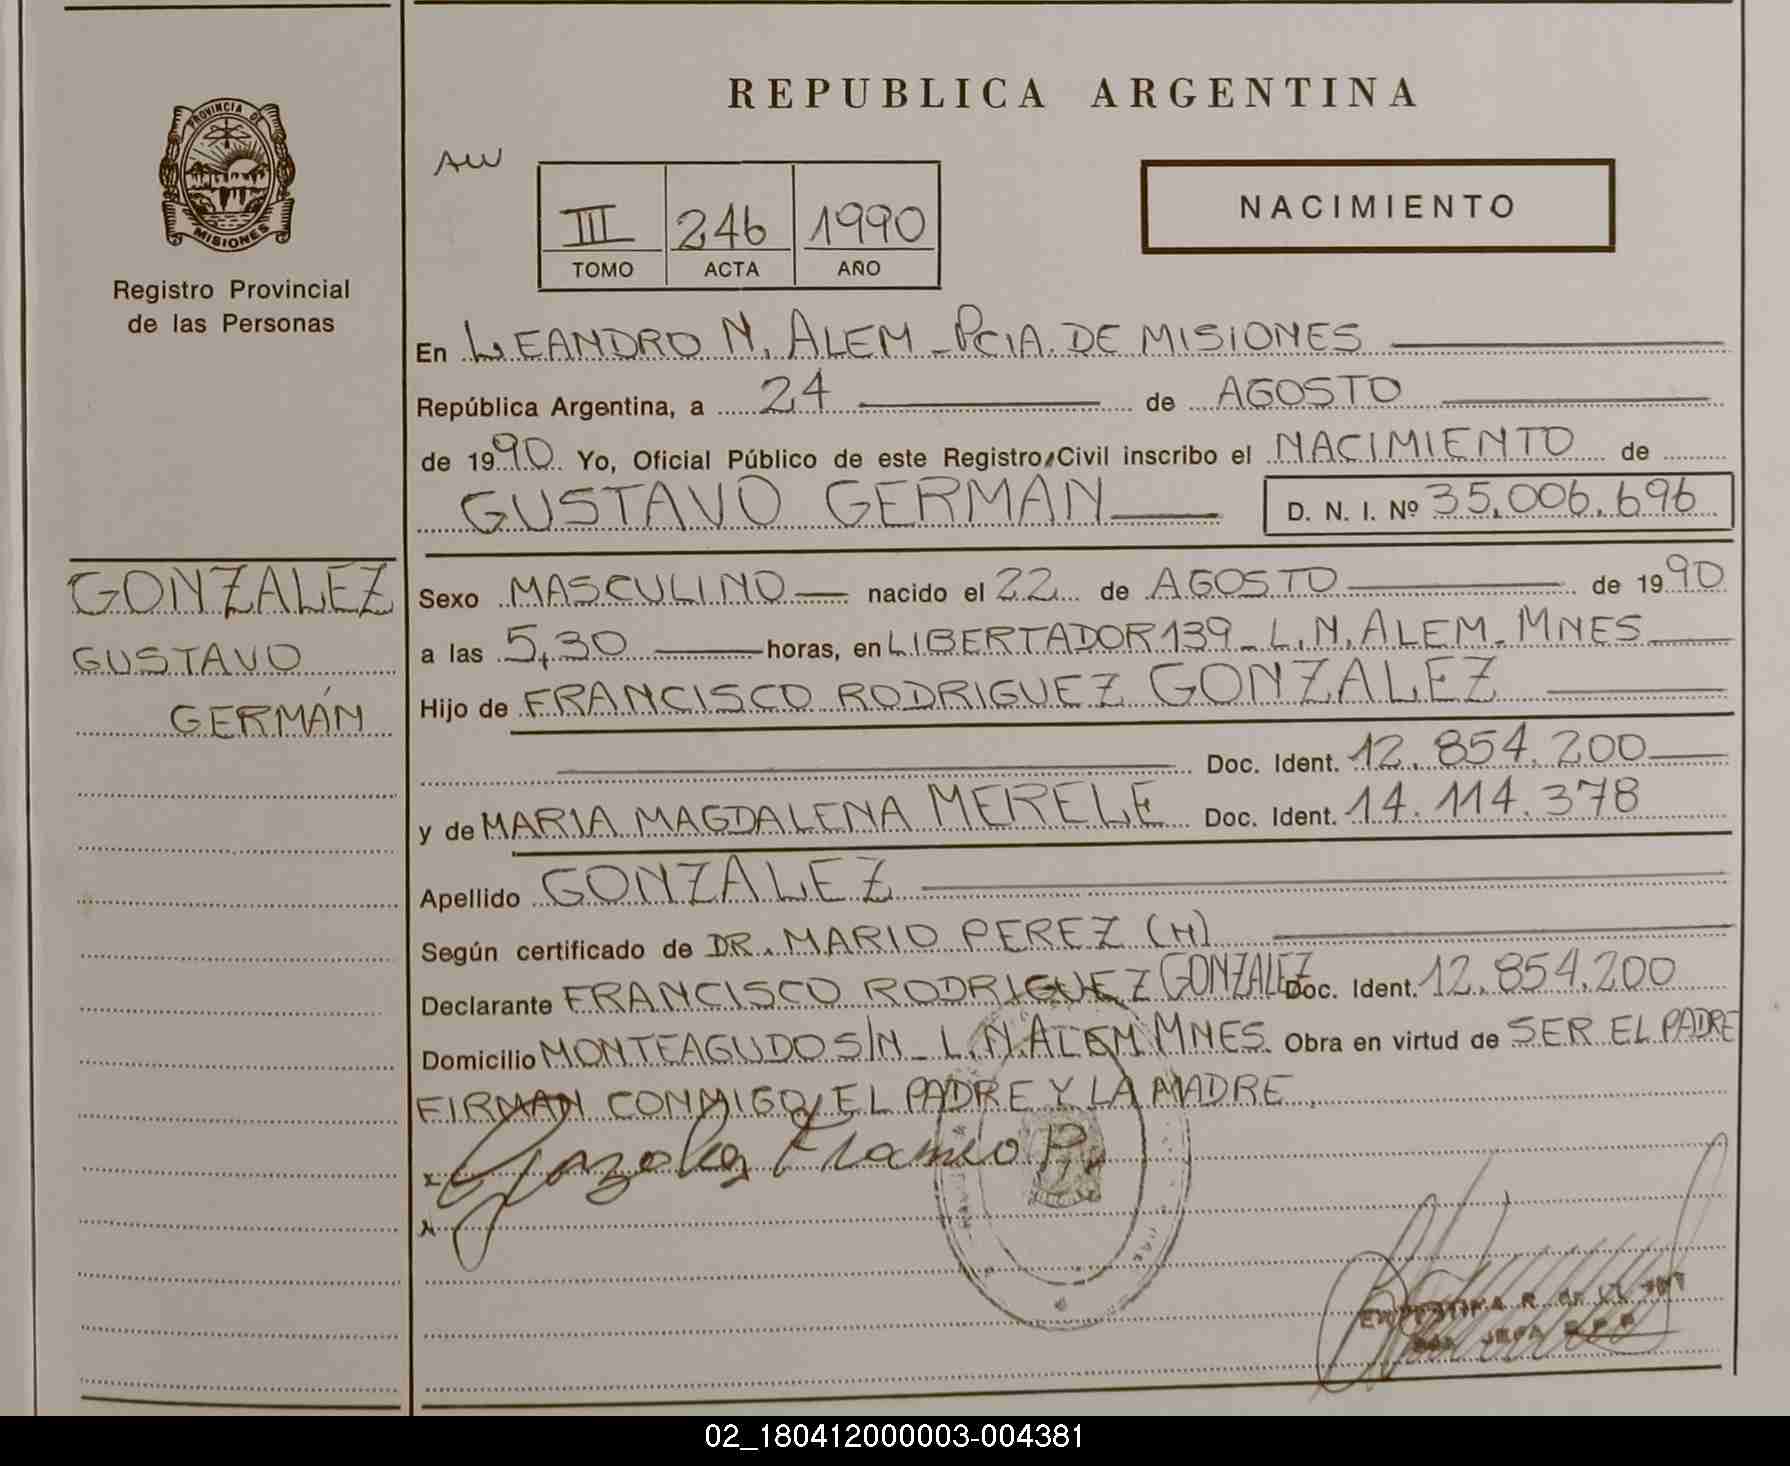 PROVINCIA DE
MISIONES
Registro Provincial
de las Personas
REPUBLICA ARGENTINA
III 246 1990
TOMO ACTA AÑO
NACIMIENTO
En LEANDRO N. ALEM - PCIA. DE MISIONES
República Argentina, a 24 de AGOSTO
de 1990 Yo, Oficial Público de este Registro Civil inscribo el NACIMIENTO de
GUSTAVO GERMAN D. N. I. Nº 35.006.696
GONZALEZ
GUSTAVO
GERMÁN
Sexo MASCULINO nacido el 22 de AGOSTO de 1990
a las 5,30 horas, en LIBERTADOR 139 - L.N. ALEM - MNES
Hijo de FRANCISCO RODRIGUEZ GONZALEZ
Doc. Ident. 12.854.200
y de MARIA MAGDALENA MERELE Doc. Ident. 14.114.378
Apellido GONZALEZ
Según certificado de DR. MARIO PEREZ (H)
Declarante FRANCISCO RODRIGUEZ GONZALEZ Doc. Ident. 12.854.200
Domicilio MONTEAGUDO S/N - L.N. ALEM MNES. Obra en virtud de SER EL PADRE
FIRMAN CONMIGO, EL PADRE Y LA MADRE.
02_180412000003-004381